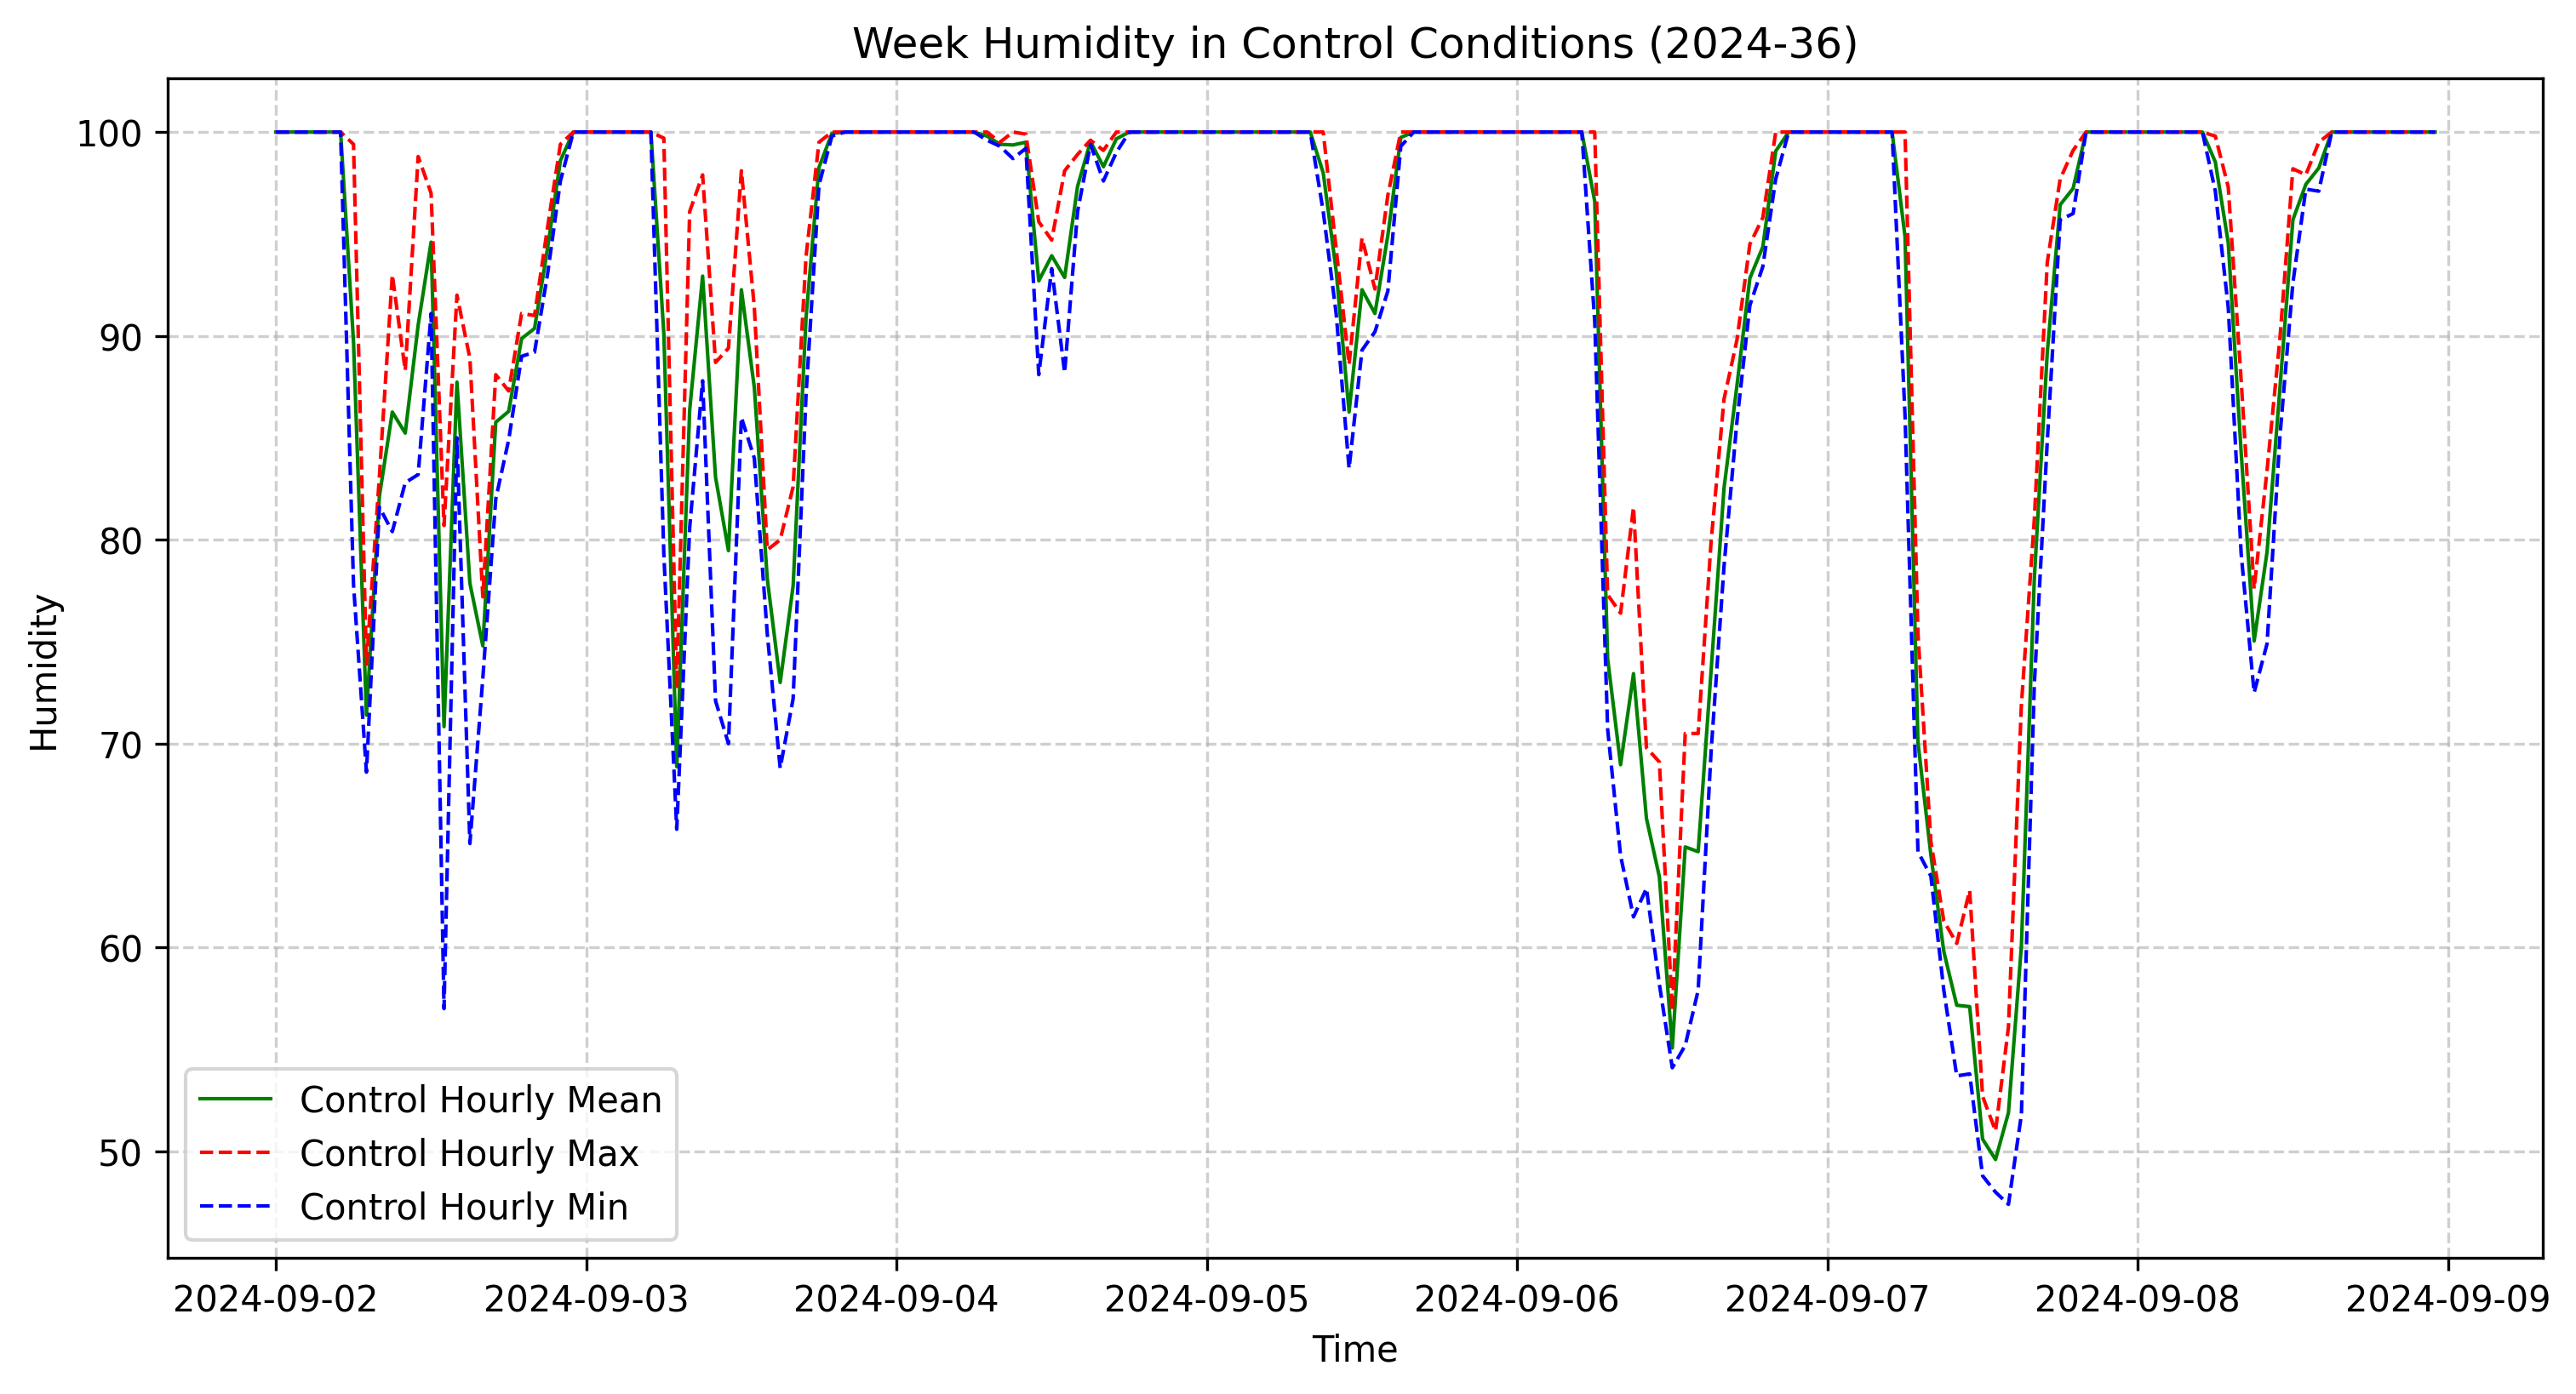 Week Humidity in Control Conditions (2024-36)
Humidity
100
90
80
70
60
50
Control Hourly Mean
Control Hourly Max
Control Hourly Min
2024-09-02 2024-09-03 2024-09-04 2024-09-05 2024-09-06 2024-09-07 2024-09-08 2024-09-09
Time